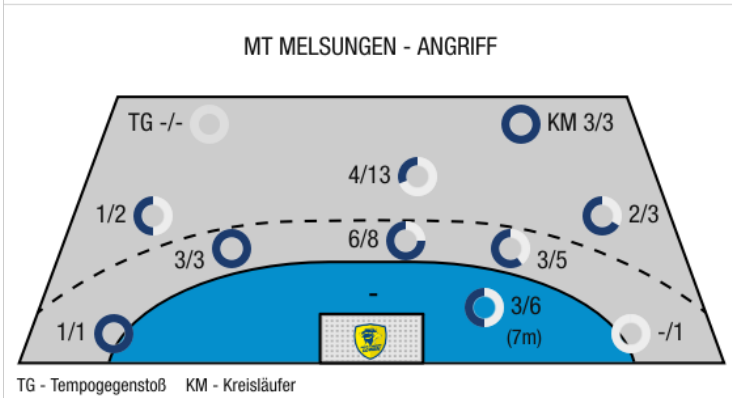 MT MELSUNGEN - ANGRIFF
TG -/-
KM 3/3
4/13
1/2
2/3
3/3
6/8
3/5
-
1/1
3/6
(7m)
-/1
TG - Tempogegenstoß KM - Kreisläufer